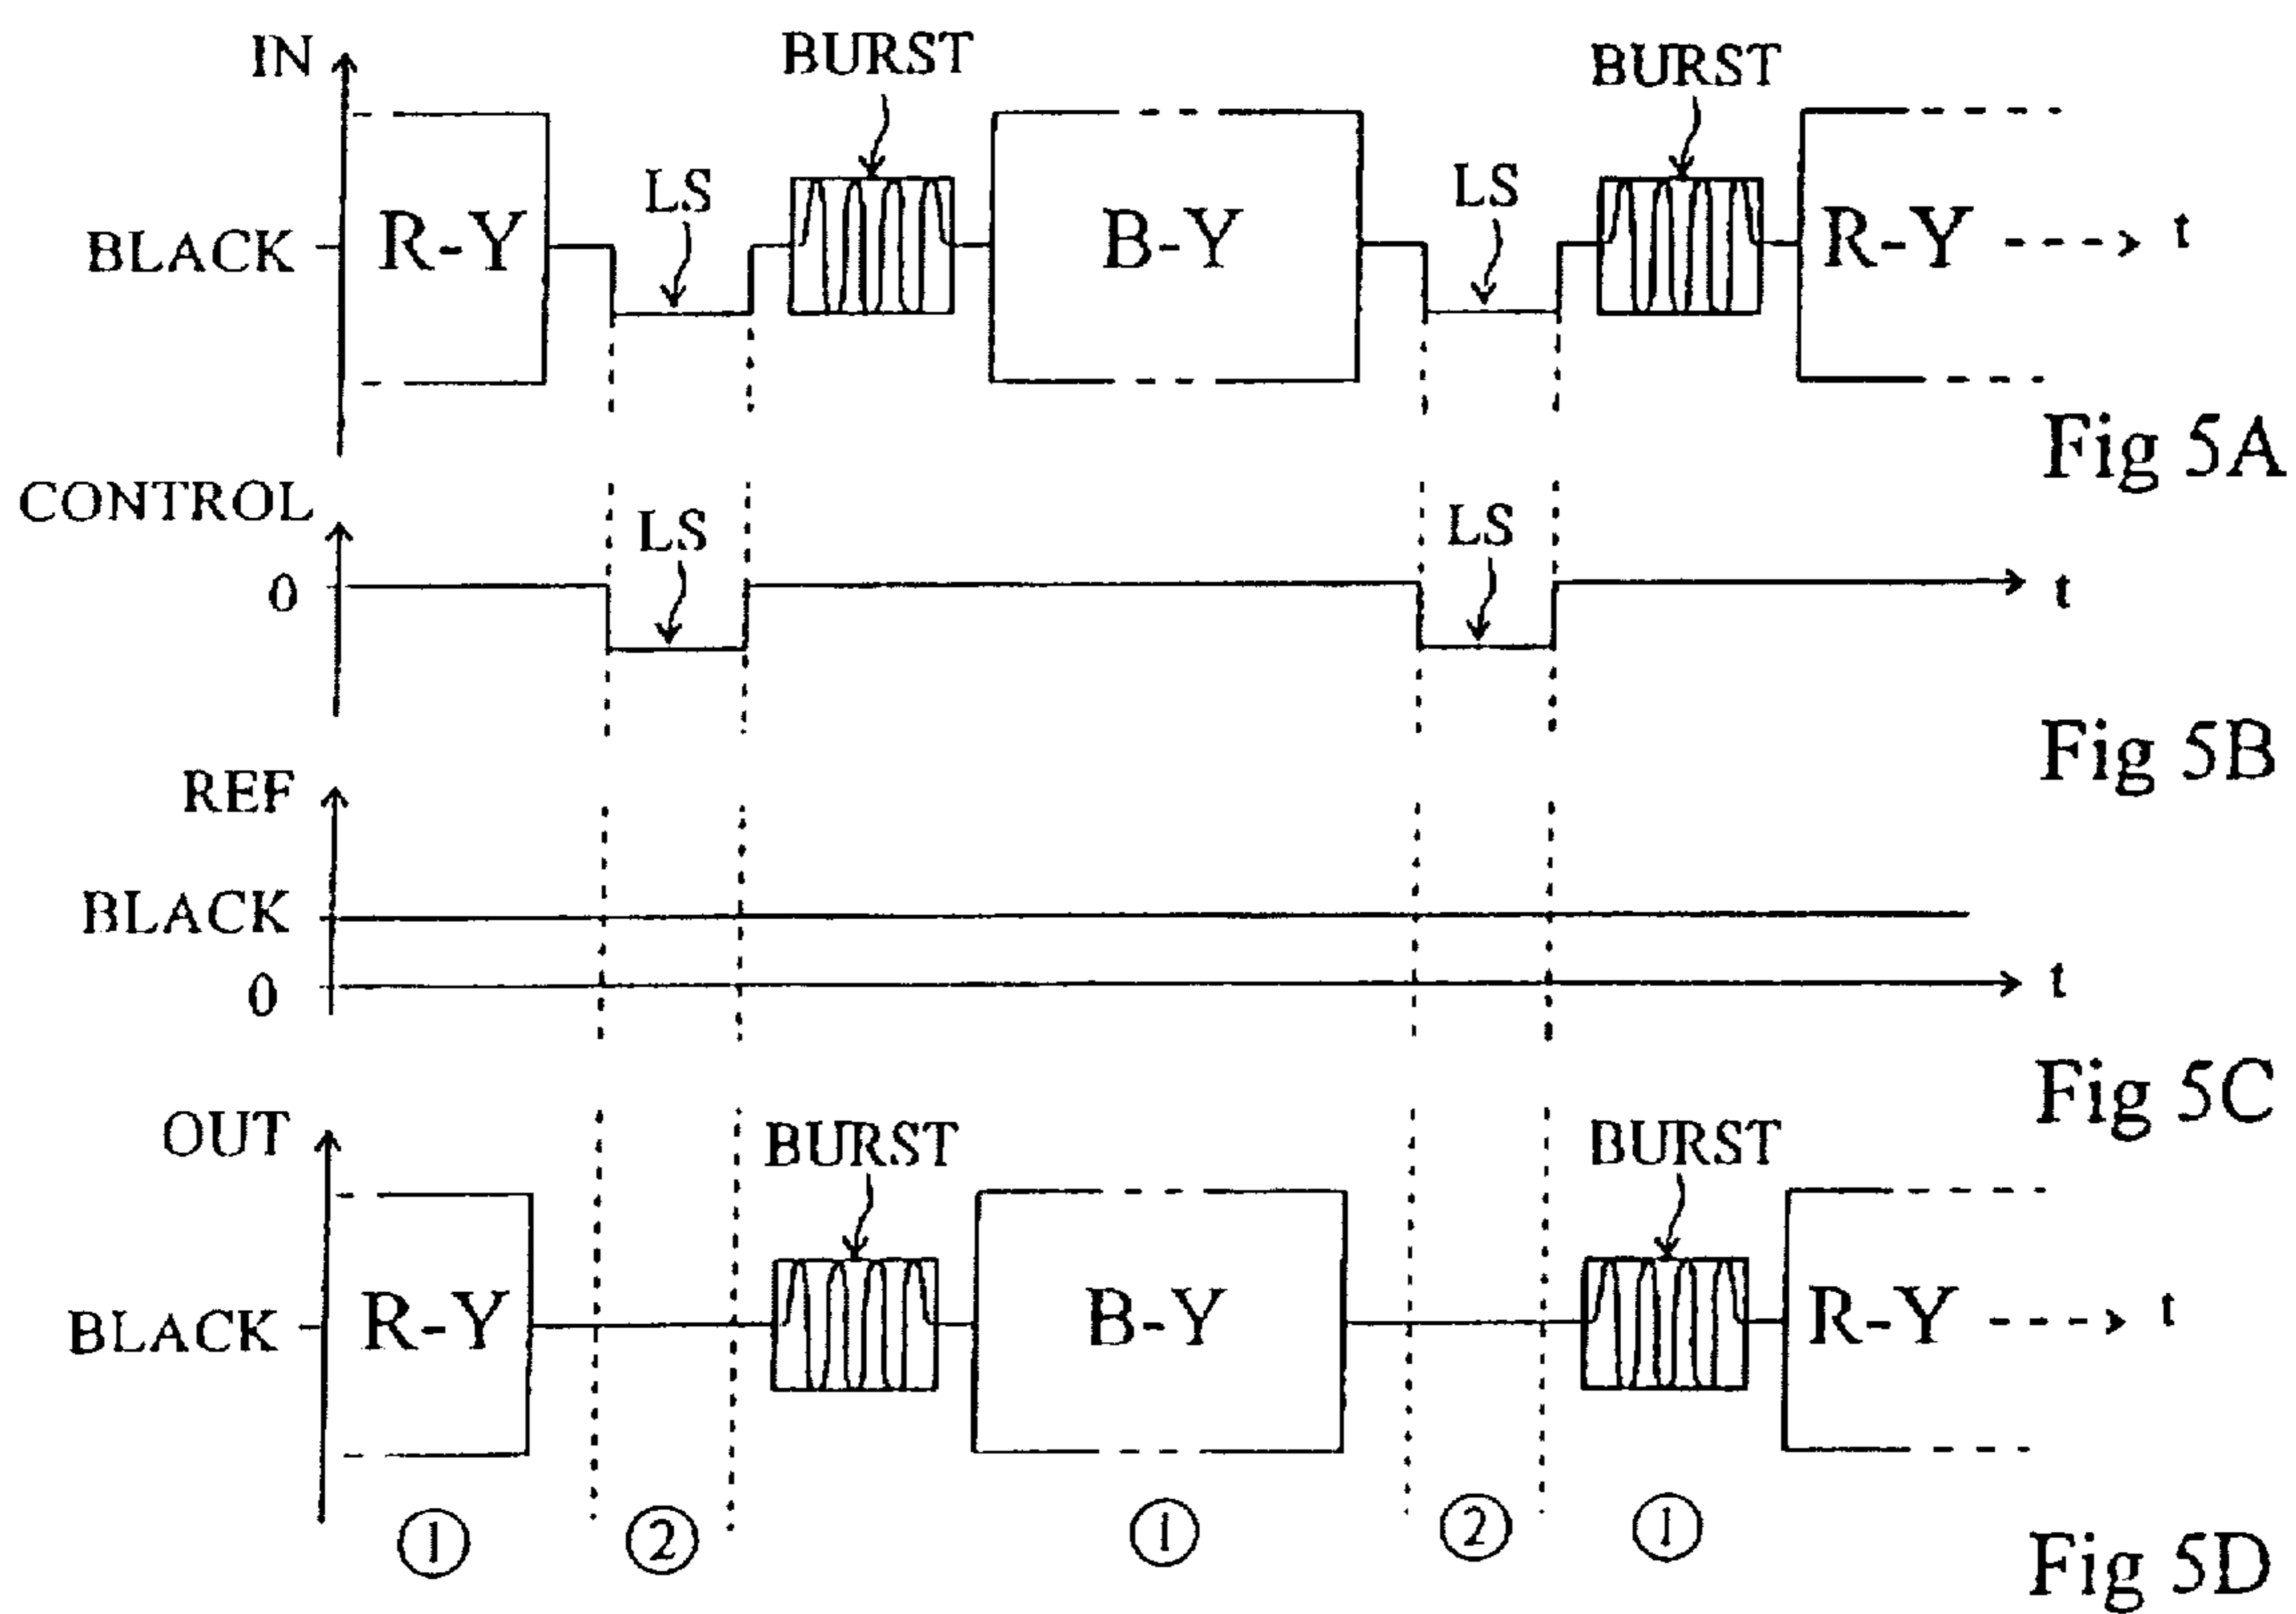 IN
BURST
BURST
LS
LS
BLACK
R-Y
B-Y
R-Y
t
Fig 5A
CONTROL
LS
LS
0
t
Fig 5B
REF
BLACK
0
t
Fig 5C
OUT
BURST
BURST
BLACK
R-Y
B-Y
R-Y
t
1
2
1
2
1
Fig 5D